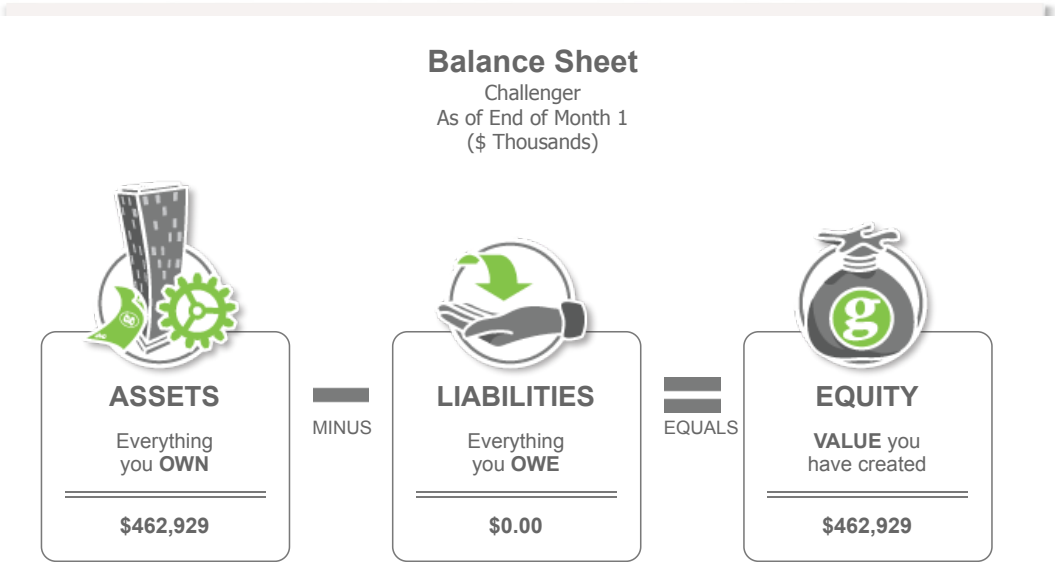 Balance Sheet
Challenger
As of End of Month 1
($ Thousands)
g
ASSETS
Everything
you OWN
$462,929
MINUS
LIABILITIES
Everything
you OWE
$0.00
EQUALS
EQUITY
VALUE you
have created
$462,929